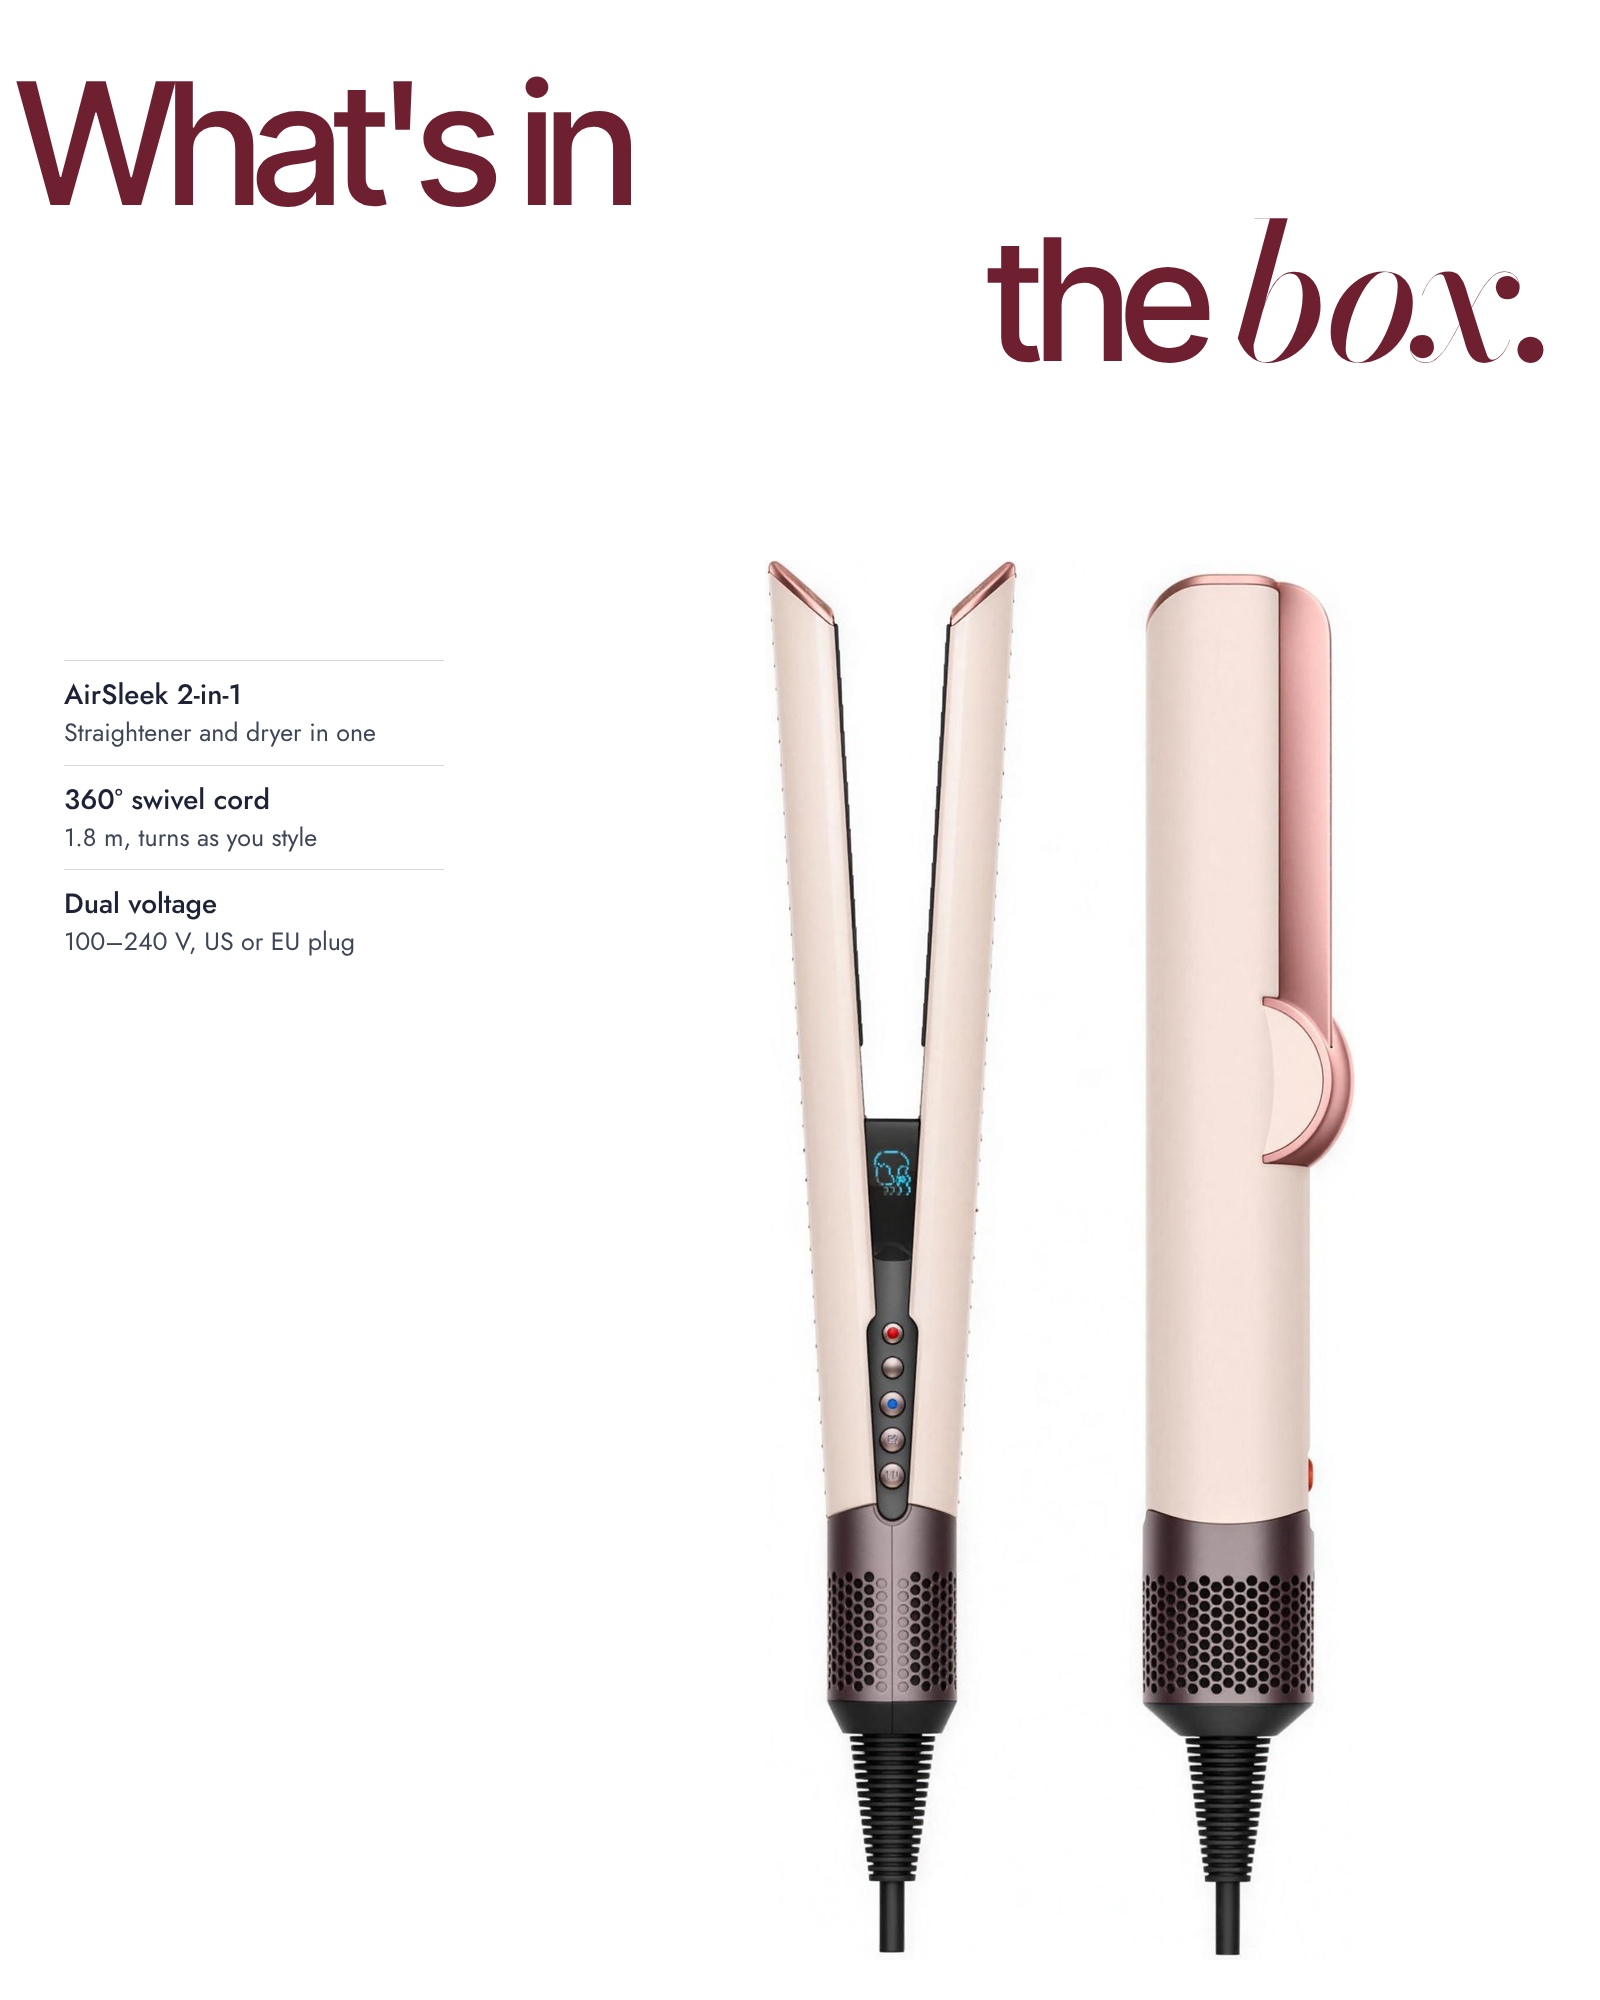 What's in
the box.
AirSleek 2-in-1
Straightener and dryer in one
360° swivel cord
1.8 m, turns as you style
Dual voltage
100–240 V, US or EU plug